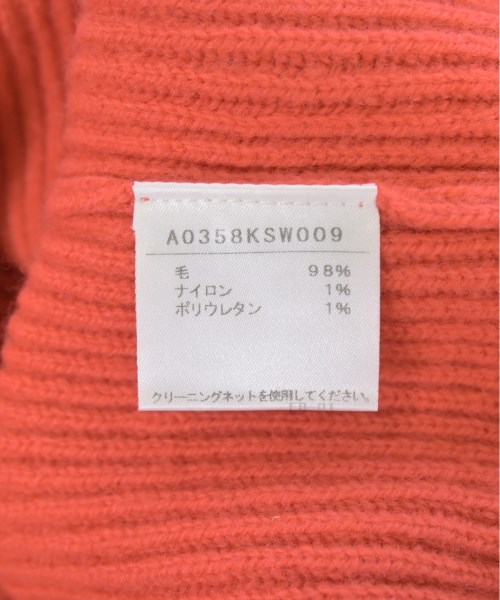 A0358KSW009
毛 98%
ナイロン 1%
ポリウレタン 1%
クリーニングネットを使用してください。